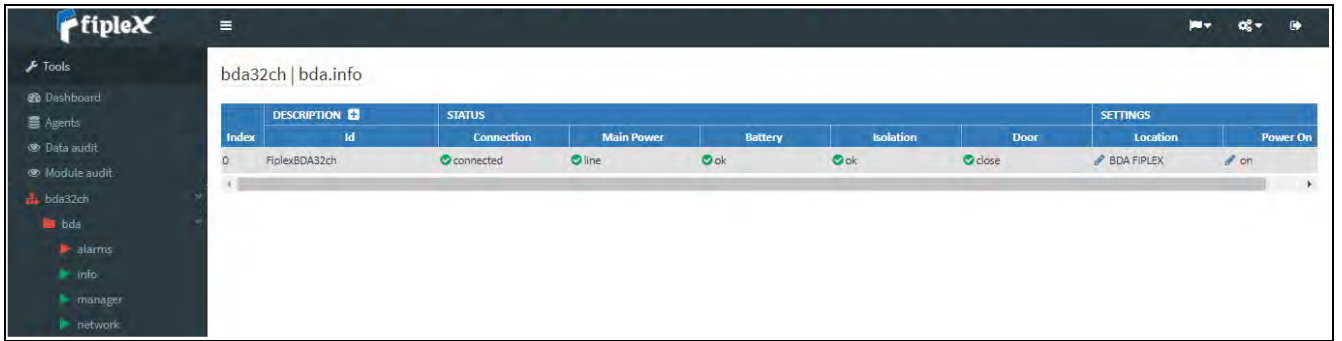 fipleX
Tools
Dashboard
Agents
Data audit
Module audit
bda32ch
bda
alarms
info
manager
network
bda32ch | bda.info
DESCRIPTION STATUS SETTINGS
Index Id Connection Main Power Battery Isolation Door Location Power On
0 FiplexBDA32ch connected line ok ok close BDA FIPLEX on